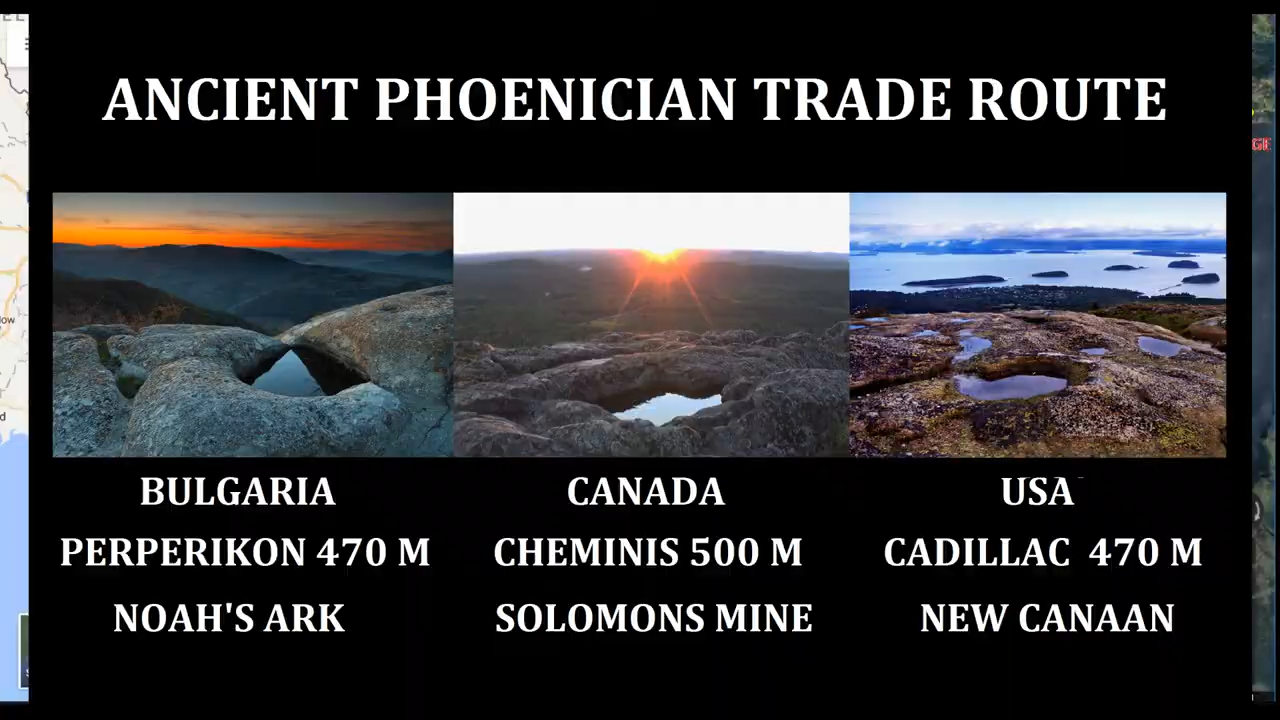 ANCIENT PHOENICIAN TRADE ROUTE
BULGARIA CANADA USA
PERPERIKON 470 M CHEMINIS 500 M CADILLAC 470 M
NOAH'S ARK SOLOMONS MINE NEW CANAAN